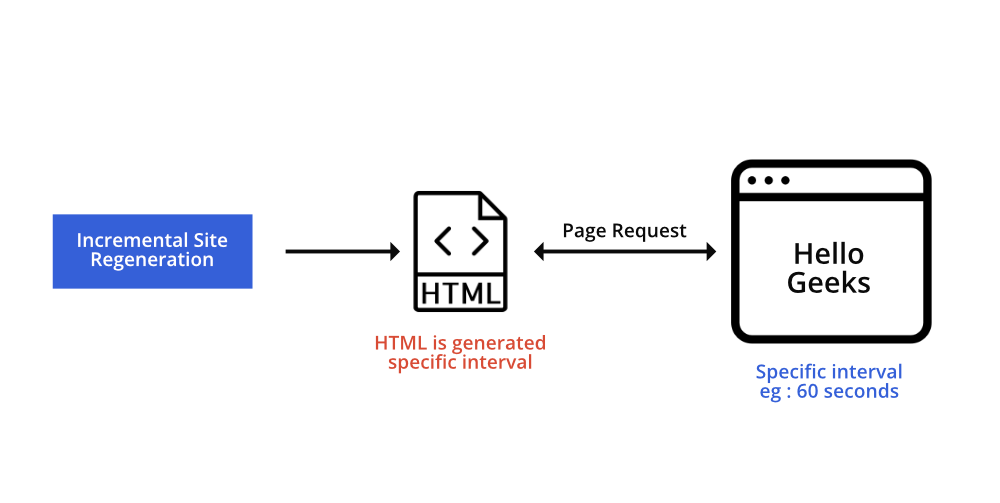 Incremental Site
Regeneration
HTML
HTML is generated
specific interval
Page Request
Hello
Geeks
Specific interval
eg : 60 seconds